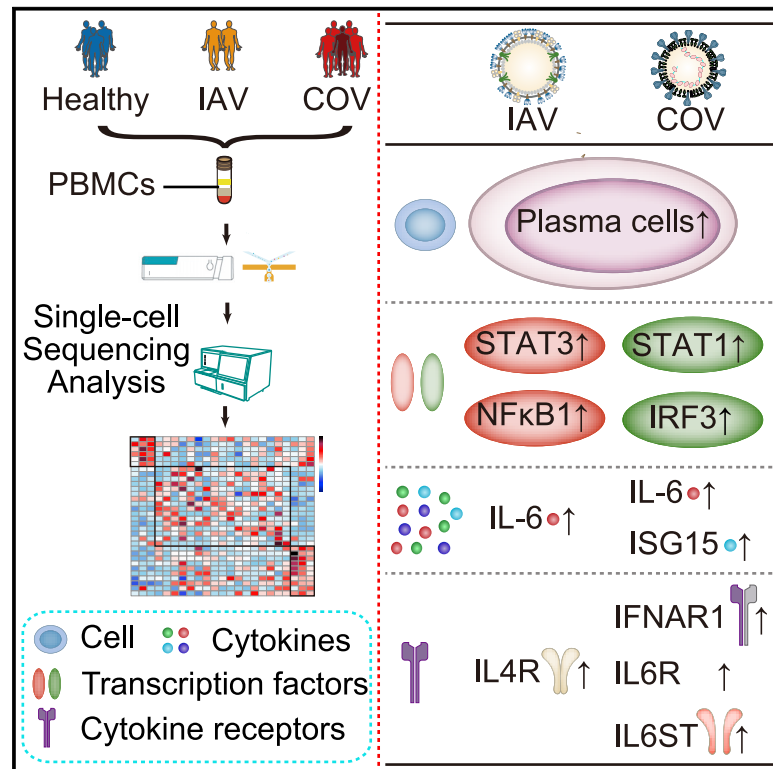 Healthy IAV COV
PBMCs
Single-cell
Sequencing
Analysis
Cell Cytokines
Transcription factors
Cytokine receptors
IAV COV
Plasma cells↑
STAT3↑ STAT1↑
NFκB1↑ IRF3↑
IL-6 ↑ IL-6 ↑
ISG15 ↑
IFNAR1 ↑
IL4R ↑ IL6R ↑
IL6ST ↑